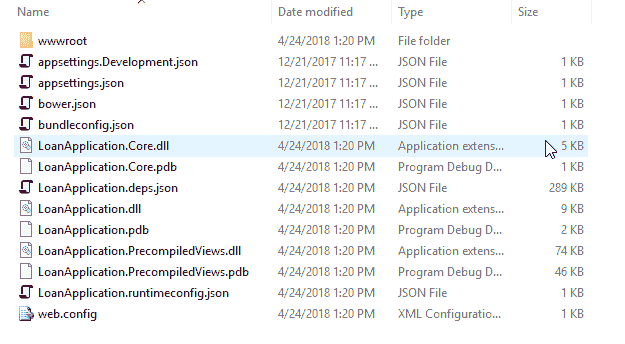 Name Date modified Type Size
wwwroot 4/24/2018 1:20 PM File folder
appsettings.Development.json 12/21/2017 11:17 ... JSON File 1 KB
appsettings.json 12/21/2017 11:17 ... JSON File 1 KB
bower.json 12/21/2017 11:17 ... JSON File 1 KB
bundleconfig.json 12/21/2017 11:17 ... JSON File 1 KB
LoanApplication.Core.dll 4/24/2018 1:20 PM Application extens... 5 KB
LoanApplication.Core.pdb 4/24/2018 1:20 PM Program Debug D... 1 KB
LoanApplication.deps.json 4/24/2018 1:20 PM JSON File 289 KB
LoanApplication.dll 4/24/2018 1:20 PM Application extens... 9 KB
LoanApplication.pdb 4/24/2018 1:20 PM Program Debug D... 2 KB
LoanApplication.PrecompiledViews.dll 4/24/2018 1:20 PM Application extens... 74 KB
LoanApplication.PrecompiledViews.pdb 4/24/2018 1:20 PM Program Debug D... 46 KB
LoanApplication.runtimeconfig.json 4/24/2018 1:20 PM JSON File 1 KB
web.config 4/24/2018 1:20 PM XML Configuratio... 1 KB